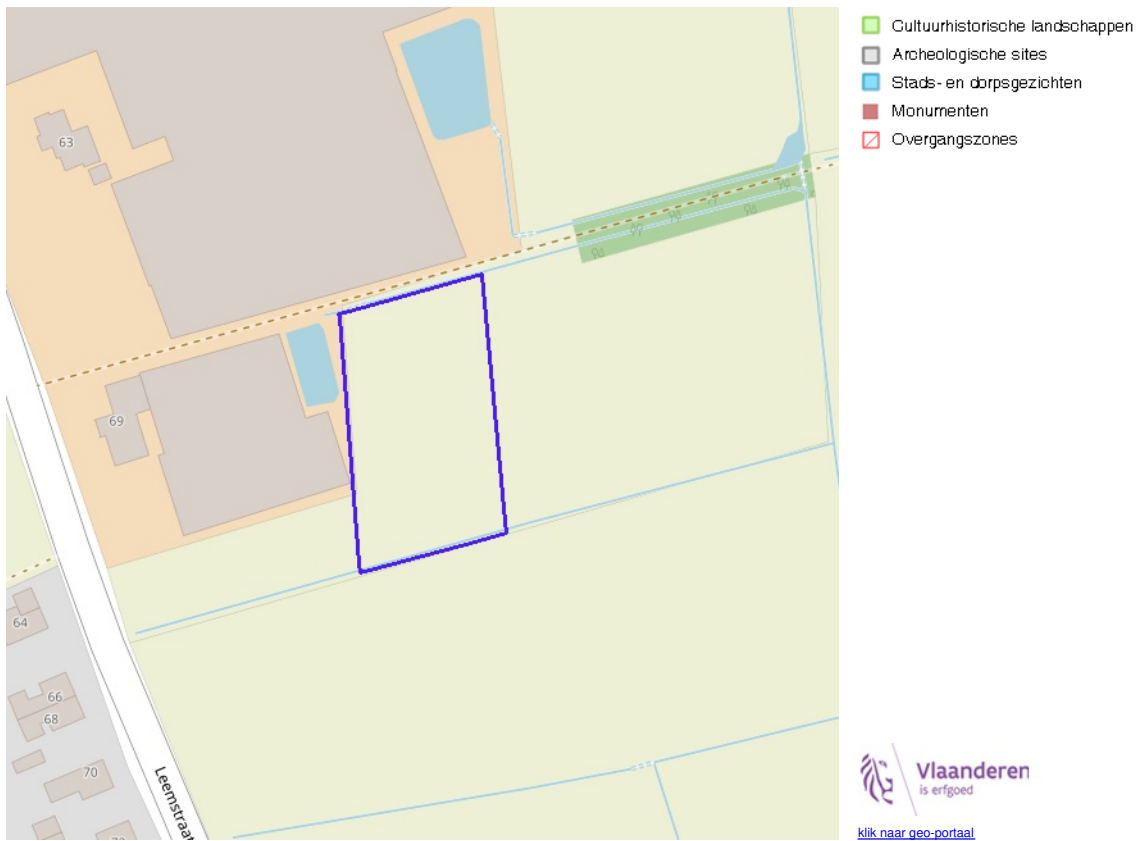 63
69
64
66
68
70
Leemstraat
Cultuurhistorische landschappen
Archeologische sites
Stads- en dorpsgezichten
Monumenten
Overgangszones
Vlaanderen
is erfgoed
klik naar geo-portaal